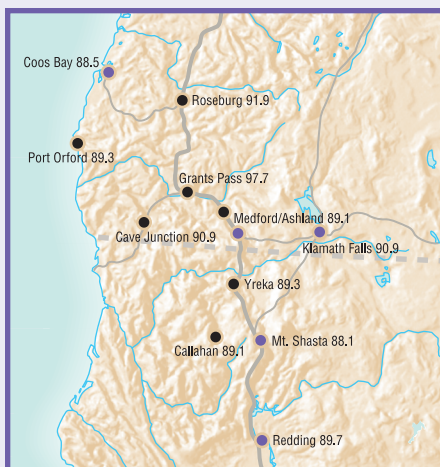 Coos Bay 88.5
Roseburg 91.9
Port Orford 89.3
Grants Pass 97.7
Medford/Ashland 89.1
Cave Junction 90.9
Klamath Falls 90.9
Yreka 89.3
Callahan 89.1
Mt. Shasta 88.1
Redding 89.7